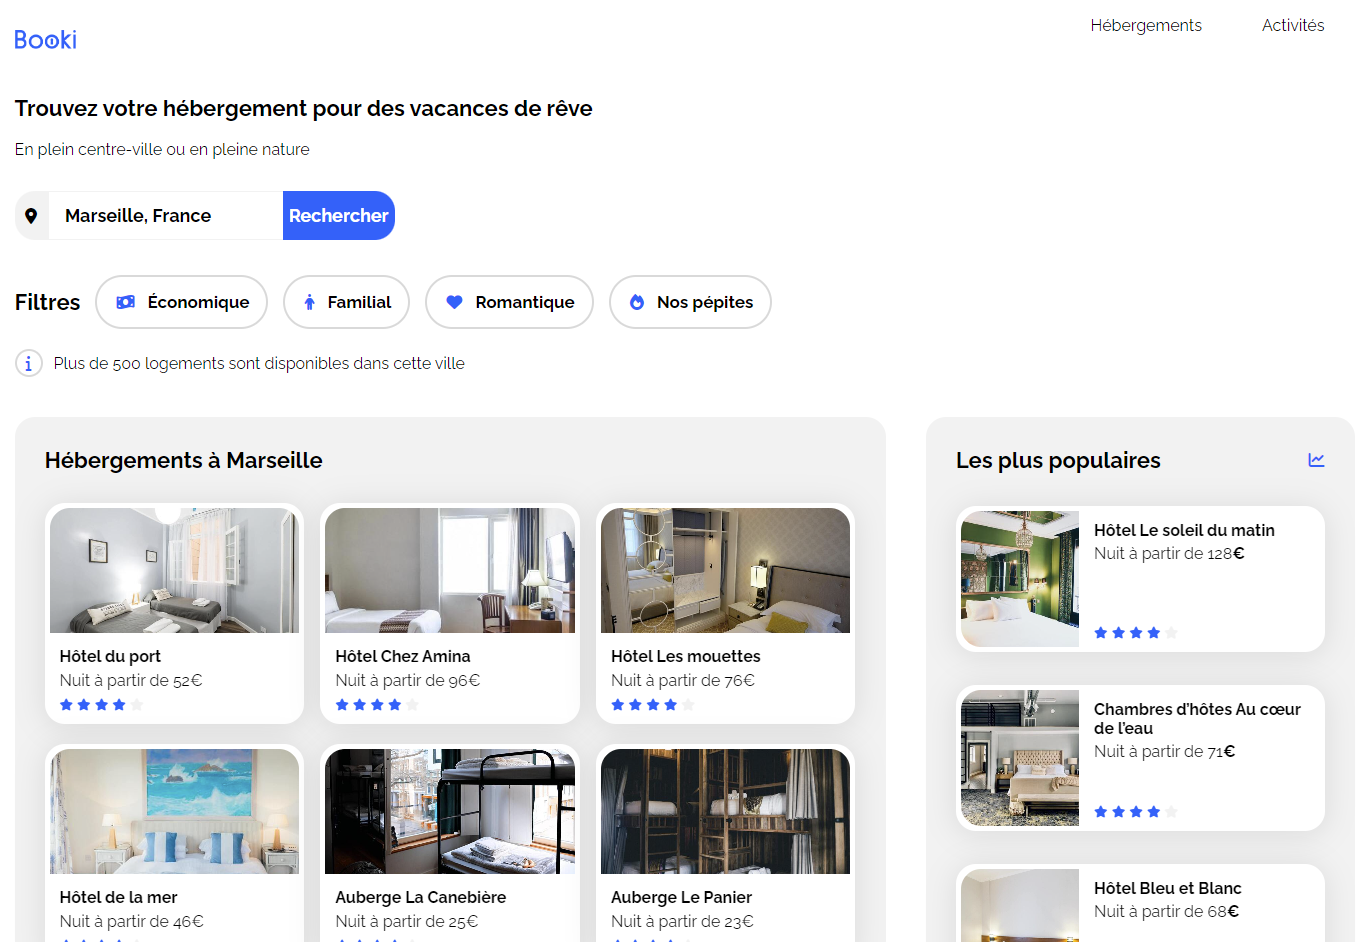 Booki
Hébergements
Activités
Trouvez votre hébergement pour des vacances de rêve
En plein centre-ville ou en pleine nature
Marseille, France
Rechercher
Filtres
Économique
Familial
Romantique
Nos pépites
Plus de 500 logements sont disponibles dans cette ville
Hébergements à Marseille
Hôtel du port
Nuit à partir de 52€
Hôtel Chez Amina
Nuit à partir de 96€
Hôtel Les mouettes
Nuit à partir de 76€
Hôtel de la mer
Nuit à partir de 46€
Auberge La Canebière
Nuit à partir de 25€
Auberge Le Panier
Nuit à partir de 23€
Les plus populaires
Hôtel Le soleil du matin
Nuit à partir de 128€
Chambres d’hôtes Au cœur
de l’eau
Nuit à partir de 71€
Hôtel Bleu et Blanc
Nuit à partir de 68€